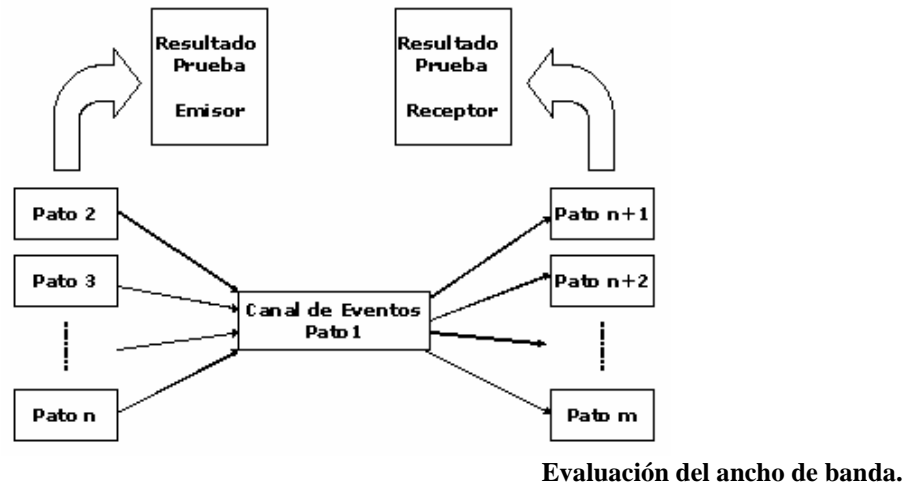 Resultado
Prueba
Emisor
Resultado
Prueba
Receptor
Pato 2
Pato 3
Pato n
Canal de Eventos
Pato1
Pato n+1
Pato n+2
Pato m
Evaluación del ancho de banda.